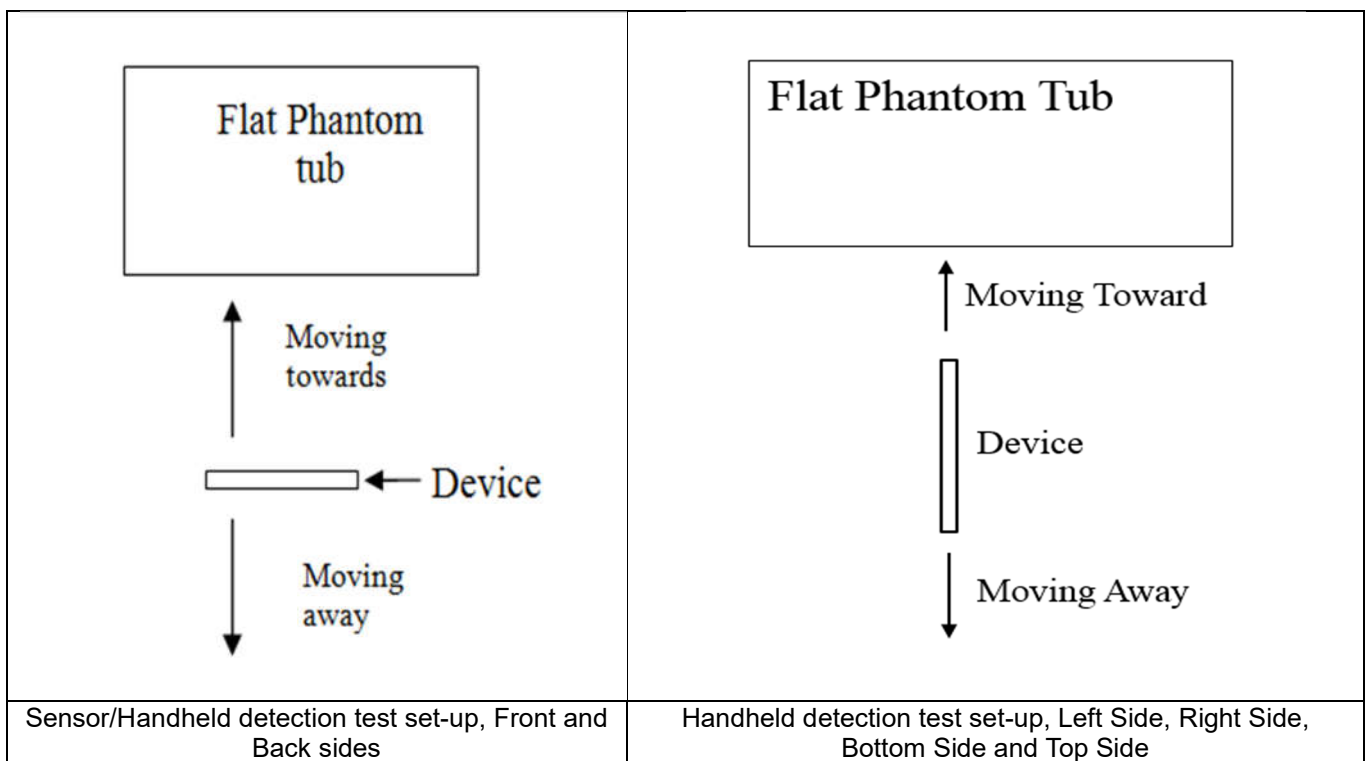 Flat Phantom
tub
Moving
towards
Device
Moving
away
Sensor/Handheld detection test set-up, Front and
Back sides
Flat Phantom Tub
Moving Toward
Device
Moving Away
Handheld detection test set-up, Left Side, Right Side,
Bottom Side and Top Side